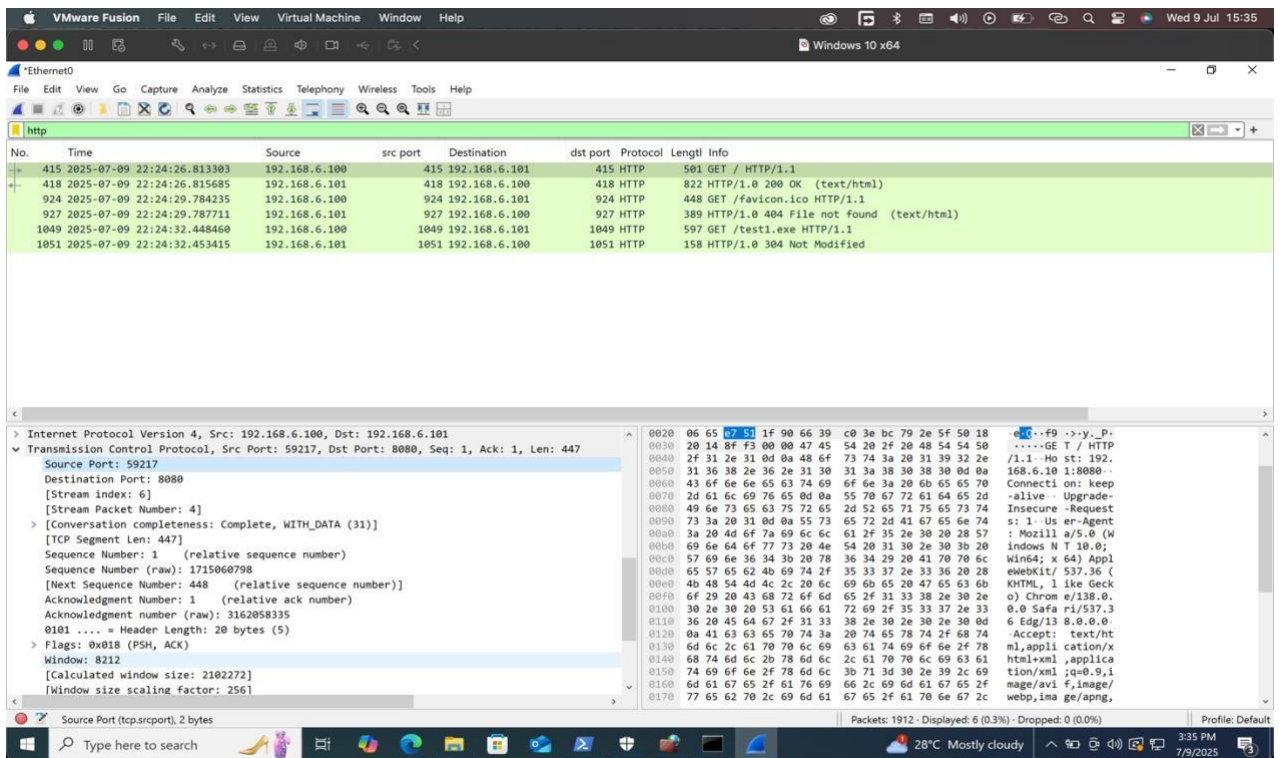 VMware Fusion File Edit View Virtual Machine Window Help Wed 9 Jul 15:35
Windows 10 x64
*Ethernet0
File Edit View Go Capture Analyze Statistics Telephony Wireless Tools Help
http
No. Time Source src port Destination dst port Protocol Lengtl Info
415 2025-07-09 22:24:26.813303 192.168.6.100 415 192.168.6.101 415 HTTP 501 GET / HTTP/1.1
418 2025-07-09 22:24:26.815685 192.168.6.101 418 192.168.6.100 418 HTTP 822 HTTP/1.0 200 OK (text/html)
924 2025-07-09 22:24:29.784235 192.168.6.100 924 192.168.6.101 924 HTTP 448 GET /favicon.ico HTTP/1.1
927 2025-07-09 22:24:29.787711 192.168.6.101 927 192.168.6.100 927 HTTP 389 HTTP/1.0 404 File not found (text/html)
1049 2025-07-09 22:24:32.448460 192.168.6.100 1049 192.168.6.101 1049 HTTP 597 GET /test1.exe HTTP/1.1
1051 2025-07-09 22:24:32.453415 192.168.6.101 1051 192.168.6.100 1051 HTTP 158 HTTP/1.0 304 Not Modified
Internet Protocol Version 4, Src: 192.168.6.100, Dst: 192.168.6.101
Transmission Control Protocol, Src Port: 59217, Dst Port: 8080, Seq: 1, Ack: 1, Len: 447
Source Port: 59217
Destination Port: 8080
[Stream index: 6]
[Stream Packet Number: 4]
[Conversation completeness: Complete, WITH_DATA (31)]
[TCP Segment Len: 447]
Sequence Number: 1 (relative sequence number)
Sequence Number (raw): 1715060798
[Next Sequence Number: 448 (relative sequence number)]
Acknowledgment Number: 1 (relative ack number)
Acknowledgment number (raw): 3162058335
0101 .... = Header Length: 20 bytes (5)
Flags: 0x018 (PSH, ACK)
Window: 8212
[Calculated window size: 2102272]
[Window size scaling factor: 256]
0020 06 65 e7 51 1f 90 66 39 c0 3e bc 79 2e 5f 50 18 ·e·Q··f9 ·>·y._P·
0030 20 14 8f f3 00 00 47 45 54 20 2f 20 48 54 54 50 ·····GE T / HTTP
0040 2f 31 2e 31 0d 0a 48 6f 73 74 3a 20 31 39 32 2e /1.1··Ho st: 192.
0050 31 36 38 2e 36 2e 31 30 31 3a 38 30 38 30 0d 0a 168.6.10 1:8080··
0060 43 6f 6e 6e 65 63 74 69 6f 6e 3a 20 6b 65 65 70 Connecti on: keep
0070 2d 61 6c 69 76 65 0d 0a 55 70 67 72 61 64 65 2d -alive·· Upgrade-
0080 49 6e 73 65 63 75 72 65 2d 52 65 71 75 65 73 74 Insecure -Request
0090 73 3a 20 31 0d 0a 55 73 65 72 2d 41 67 65 6e 74 s: 1··Us er-Agent
00a0 3a 20 4d 6f 7a 69 6c 6c 61 2f 35 2e 30 20 28 57 : Mozill a/5.0 (W
00b0 69 6e 64 6f 77 73 20 4e 54 20 31 30 2e 30 3b 20 indows N T 10.0;
00c0 57 69 6e 36 34 3b 20 78 36 34 29 20 41 70 70 6c Win64; x 64) Appl
00d0 65 57 65 62 4b 69 74 2f 35 33 37 2e 33 36 20 28 eWebKit/ 537.36 (
00e0 4b 48 54 4d 4c 2c 20 6c 69 6b 65 20 47 65 63 6b KHTML, l ike Geck
00f0 6f 29 20 43 68 72 6f 6d 65 2f 31 33 38 2e 30 2e o) Chrom e/138.0.
0100 30 2e 30 20 53 61 66 61 72 69 2f 35 33 37 2e 33 0.0 Safa ri/537.3
0110 36 20 45 64 67 2f 31 33 38 2e 30 2e 30 2e 30 0d 6 Edg/13 8.0.0.0·
0120 0a 41 63 63 65 70 74 3a 20 74 65 78 74 2f 68 74 ·Accept: text/ht
0130 6d 6c 2c 61 70 70 6c 69 63 61 74 69 6f 6e 2f 78 ml,appli cation/x
0140 68 74 6d 6c 2b 78 6d 6c 2c 61 70 70 6c 69 63 61 html+xml ,applica
0150 74 69 6f 6e 2f 78 6d 6c 3b 71 3d 30 2e 39 2c 69 tion/xml ;q=0.9,i
0160 6d 61 67 65 2f 61 76 69 66 2c 69 6d 61 67 65 2f mage/avi f,image/
0170 77 65 62 70 2c 69 6d 61 67 65 2f 61 70 6e 67 2c webp,ima ge/apng,
Source Port (tcp.srcport), 2 bytes Packets: 1912 · Displayed: 6 (0.3%) · Dropped: 0 (0.0%) Profile: Default
Type here to search 28°C Mostly cloudy 3:35 PM
7/9/2025